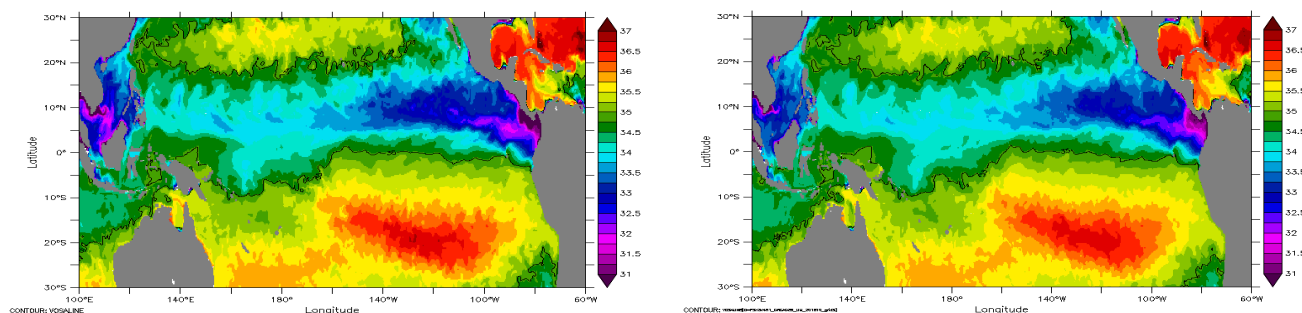 30°N
20°N
10°N
0°
10°S
20°S
30°S
Latitude
100°E
140°E
180°
140°W
100°W
60°W
Longitude
CONTOUR: VOSALINE
37
36.5
36
35.5
35
34.5
34
33.5
33
32.5
32
31.5
31
30°N
20°N
10°N
0°
10°S
20°S
30°S
Latitude
100°E
140°E
180°
140°W
100°W
60°W
Longitude
CONTOUR:
37
36.5
36
35.5
35
34.5
34
33.5
33
32.5
32
31.5
31